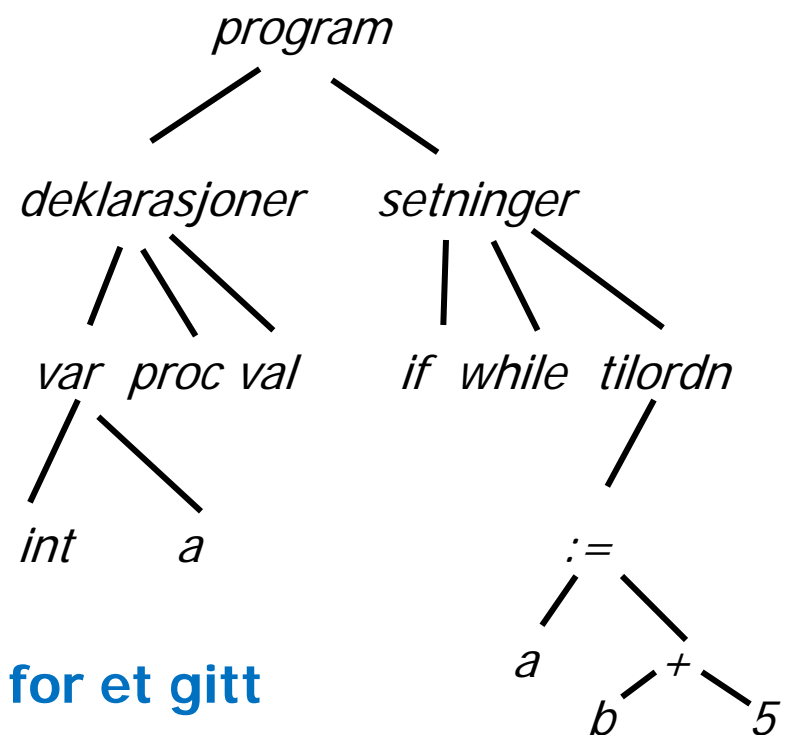 program
deklarasjoner setninger
var proc val if while tilordn
int a :=
a +
for et gitt
b 5